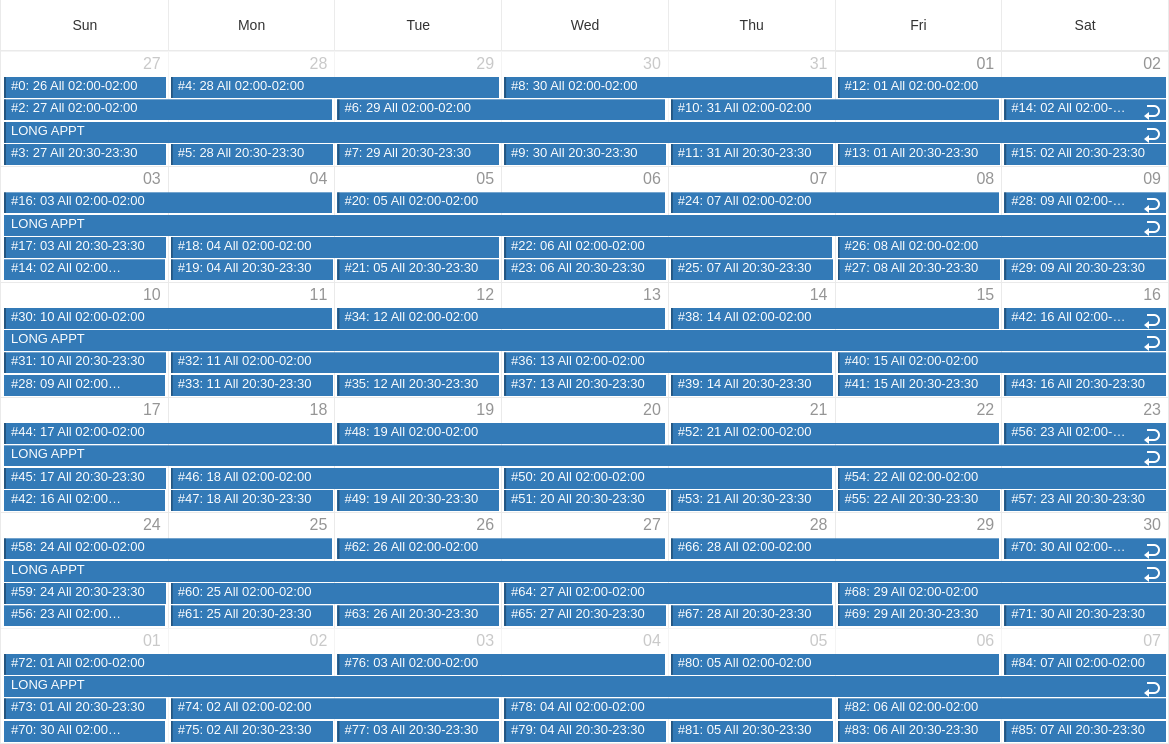 Sun Mon Tue Wed Thu Fri Sat
27 28 29 30 31 01 02
#0: 26 All 02:00-02:00 #4: 28 All 02:00-02:00 #8: 30 All 02:00-02:00 #12: 01 All 02:00-02:00
#2: 27 All 02:00-02:00 #6: 29 All 02:00-02:00 #10: 31 All 02:00-02:00 #14: 02 All 02:00-…
LONG APPT
#3: 27 All 20:30-23:30 #5: 28 All 20:30-23:30 #7: 29 All 20:30-23:30 #9: 30 All 20:30-23:30 #11: 31 All 20:30-23:30 #13: 01 All 20:30-23:30 #15: 02 All 20:30-23:30
03 04 05 06 07 08 09
#16: 03 All 02:00-02:00 #20: 05 All 02:00-02:00 #24: 07 All 02:00-02:00 #28: 09 All 02:00-…
LONG APPT
#17: 03 All 20:30-23:30 #18: 04 All 02:00-02:00 #22: 06 All 02:00-02:00 #26: 08 All 02:00-02:00
#14: 02 All 02:00… #19: 04 All 20:30-23:30 #21: 05 All 20:30-23:30 #23: 06 All 20:30-23:30 #25: 07 All 20:30-23:30 #27: 08 All 20:30-23:30 #29: 09 All 20:30-23:30
10 11 12 13 14 15 16
#30: 10 All 02:00-02:00 #34: 12 All 02:00-02:00 #38: 14 All 02:00-02:00 #42: 16 All 02:00-…
LONG APPT
#31: 10 All 20:30-23:30 #32: 11 All 02:00-02:00 #36: 13 All 02:00-02:00 #40: 15 All 02:00-02:00
#28: 09 All 02:00… #33: 11 All 20:30-23:30 #35: 12 All 20:30-23:30 #37: 13 All 20:30-23:30 #39: 14 All 20:30-23:30 #41: 15 All 20:30-23:30 #43: 16 All 20:30-23:30
17 18 19 20 21 22 23
#44: 17 All 02:00-02:00 #48: 19 All 02:00-02:00 #52: 21 All 02:00-02:00 #56: 23 All 02:00-…
LONG APPT
#45: 17 All 20:30-23:30 #46: 18 All 02:00-02:00 #50: 20 All 02:00-02:00 #54: 22 All 02:00-02:00
#42: 16 All 02:00… #47: 18 All 20:30-23:30 #49: 19 All 20:30-23:30 #51: 20 All 20:30-23:30 #53: 21 All 20:30-23:30 #55: 22 All 20:30-23:30 #57: 23 All 20:30-23:30
24 25 26 27 28 29 30
#58: 24 All 02:00-02:00 #62: 26 All 02:00-02:00 #66: 28 All 02:00-02:00 #70: 30 All 02:00-…
LONG APPT
#59: 24 All 20:30-23:30 #60: 25 All 02:00-02:00 #64: 27 All 02:00-02:00 #68: 29 All 02:00-02:00
#56: 23 All 02:00… #61: 25 All 20:30-23:30 #63: 26 All 20:30-23:30 #65: 27 All 20:30-23:30 #67: 28 All 20:30-23:30 #69: 29 All 20:30-23:30 #71: 30 All 20:30-23:30
01 02 03 04 05 06 07
#72: 01 All 02:00-02:00 #76: 03 All 02:00-02:00 #80: 05 All 02:00-02:00 #84: 07 All 02:00-02:00
LONG APPT
#73: 01 All 20:30-23:30 #74: 02 All 02:00-02:00 #78: 04 All 02:00-02:00 #82: 06 All 02:00-02:00
#70: 30 All 02:00… #75: 02 All 20:30-23:30 #77: 03 All 20:30-23:30 #79: 04 All 20:30-23:30 #81: 05 All 20:30-23:30 #83: 06 All 20:30-23:30 #85: 07 All 20:30-23:30